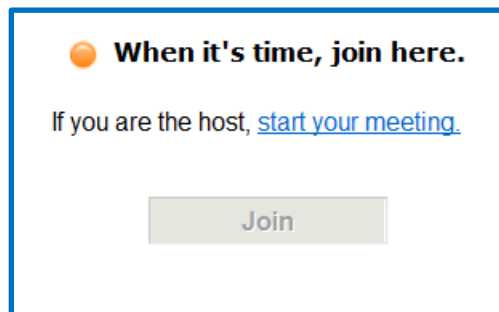 When it's time, join here.
If you are the host, start your meeting.
Join